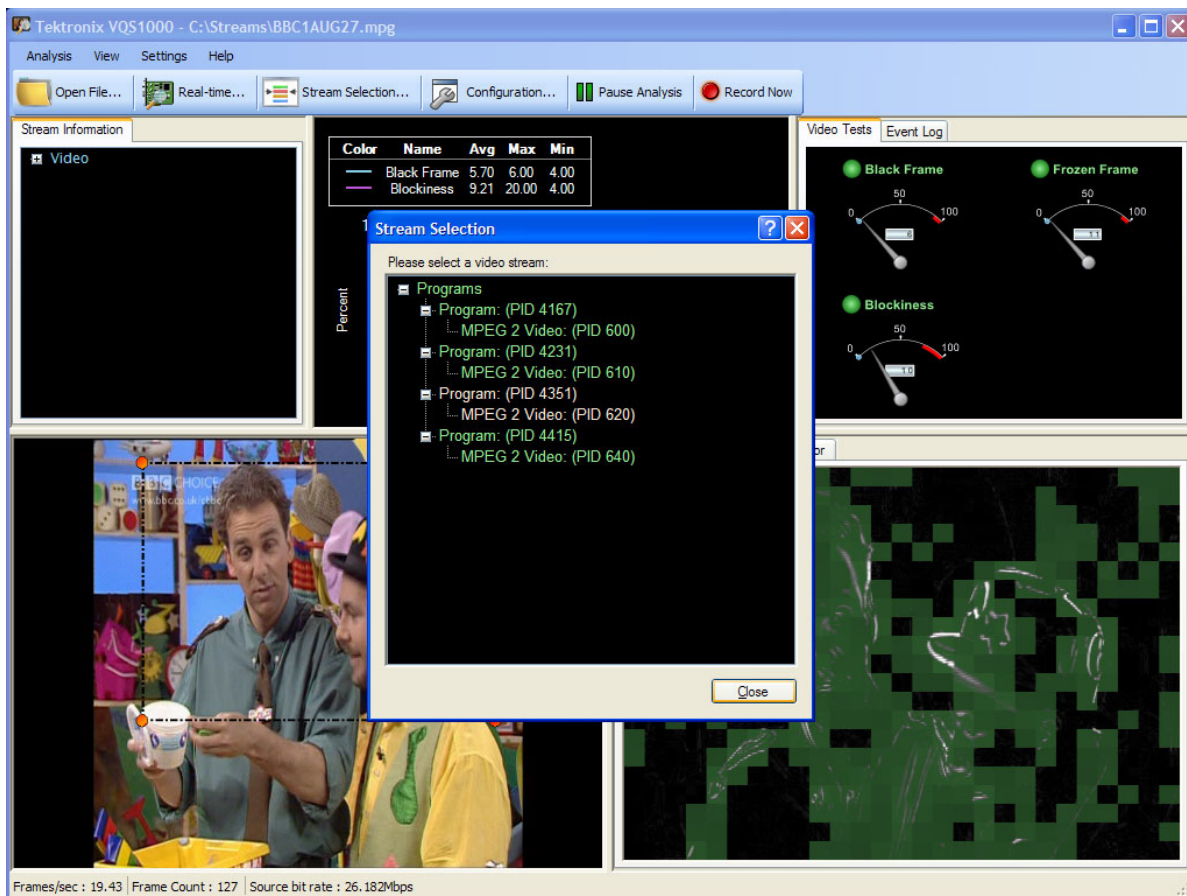 Tektronix VQS1000 - C:\Streams\BBC1AUG27.mpg
Analysis View Settings Help
Open File... Real-time... Stream Selection... Configuration... Pause Analysis Record Now
Stream Information
Video
Color Name Avg Max Min
Black Frame 5.70 6.00 4.00
Blockiness 9.21 20.00 4.00
Percent
Video Tests Event Log
Black Frame
0 50 100
6
Frozen Frame
0 50 100
11
Blockiness
0 50 100
10
Stream Selection
Please select a video stream:
Programs
Program: (PID 4167)
MPEG 2 Video: (PID 600)
Program: (PID 4231)
MPEG 2 Video: (PID 610)
Program: (PID 4351)
MPEG 2 Video: (PID 620)
Program: (PID 4415)
MPEG 2 Video: (PID 640)
Close
BBC CHOICE
www.bbc.co.uk/cbbc
Frames/sec : 19.43 Frame Count : 127 Source bit rate : 26.182Mbps